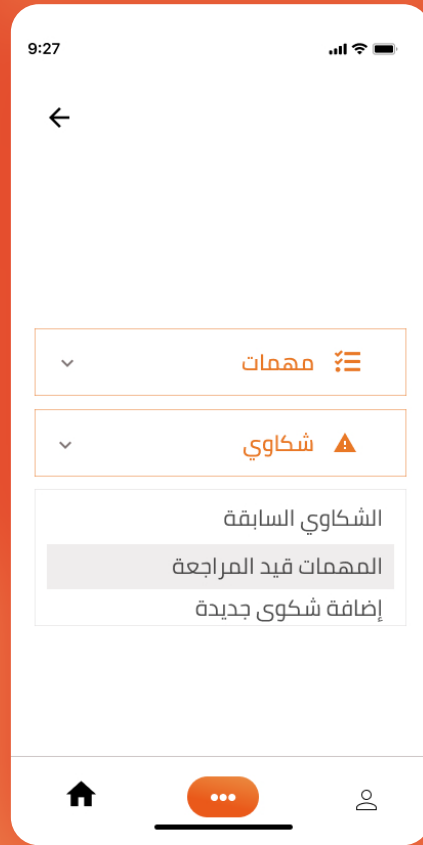 9:27
مهمات
شكاوي
الشكاوي السابقة
المهمات قيد المراجعة
إضافة شكوى جديدة